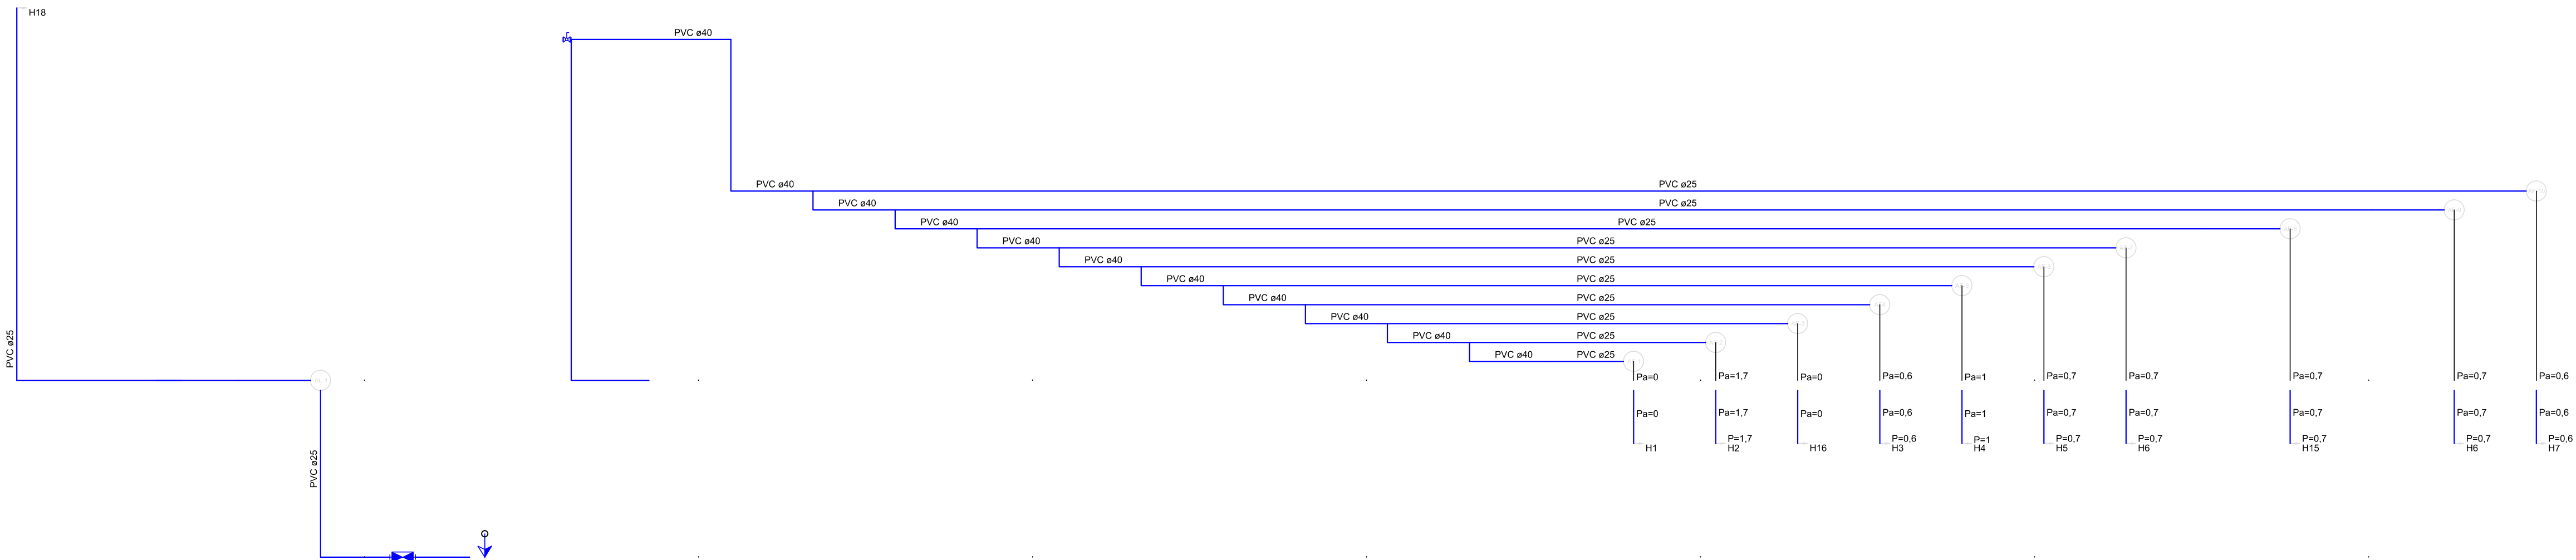 H18
PVC ø40
PVC ø40
PVC ø25
PVC ø40
PVC ø25
PVC ø40
PVC ø25
PVC ø40
PVC ø25
PVC ø40
PVC ø25
PVC ø40
PVC ø25
PVC ø40
PVC ø25
PVC ø40
PVC ø25
PVC ø40
PVC ø25
PVC ø40
PVC ø25
PVC ø25
Pa=0
Pa=1,7
Pa=0
Pa=0,6
Pa=1
Pa=0,7
Pa=0,7
Pa=0,7
Pa=0,7
Pa=0,6
Pa=0
Pa=1,7
Pa=0
Pa=0,6
Pa=1
Pa=0,7
Pa=0,7
Pa=0,7
Pa=0,7
Pa=0,6
H1
P=1,7
H2
H16
P=0,6
H3
P=1
H4
P=0,7
H5
P=0,7
H6
P=0,7
H15
P=0,7
H6
P=0,6
H7
PVC ø25